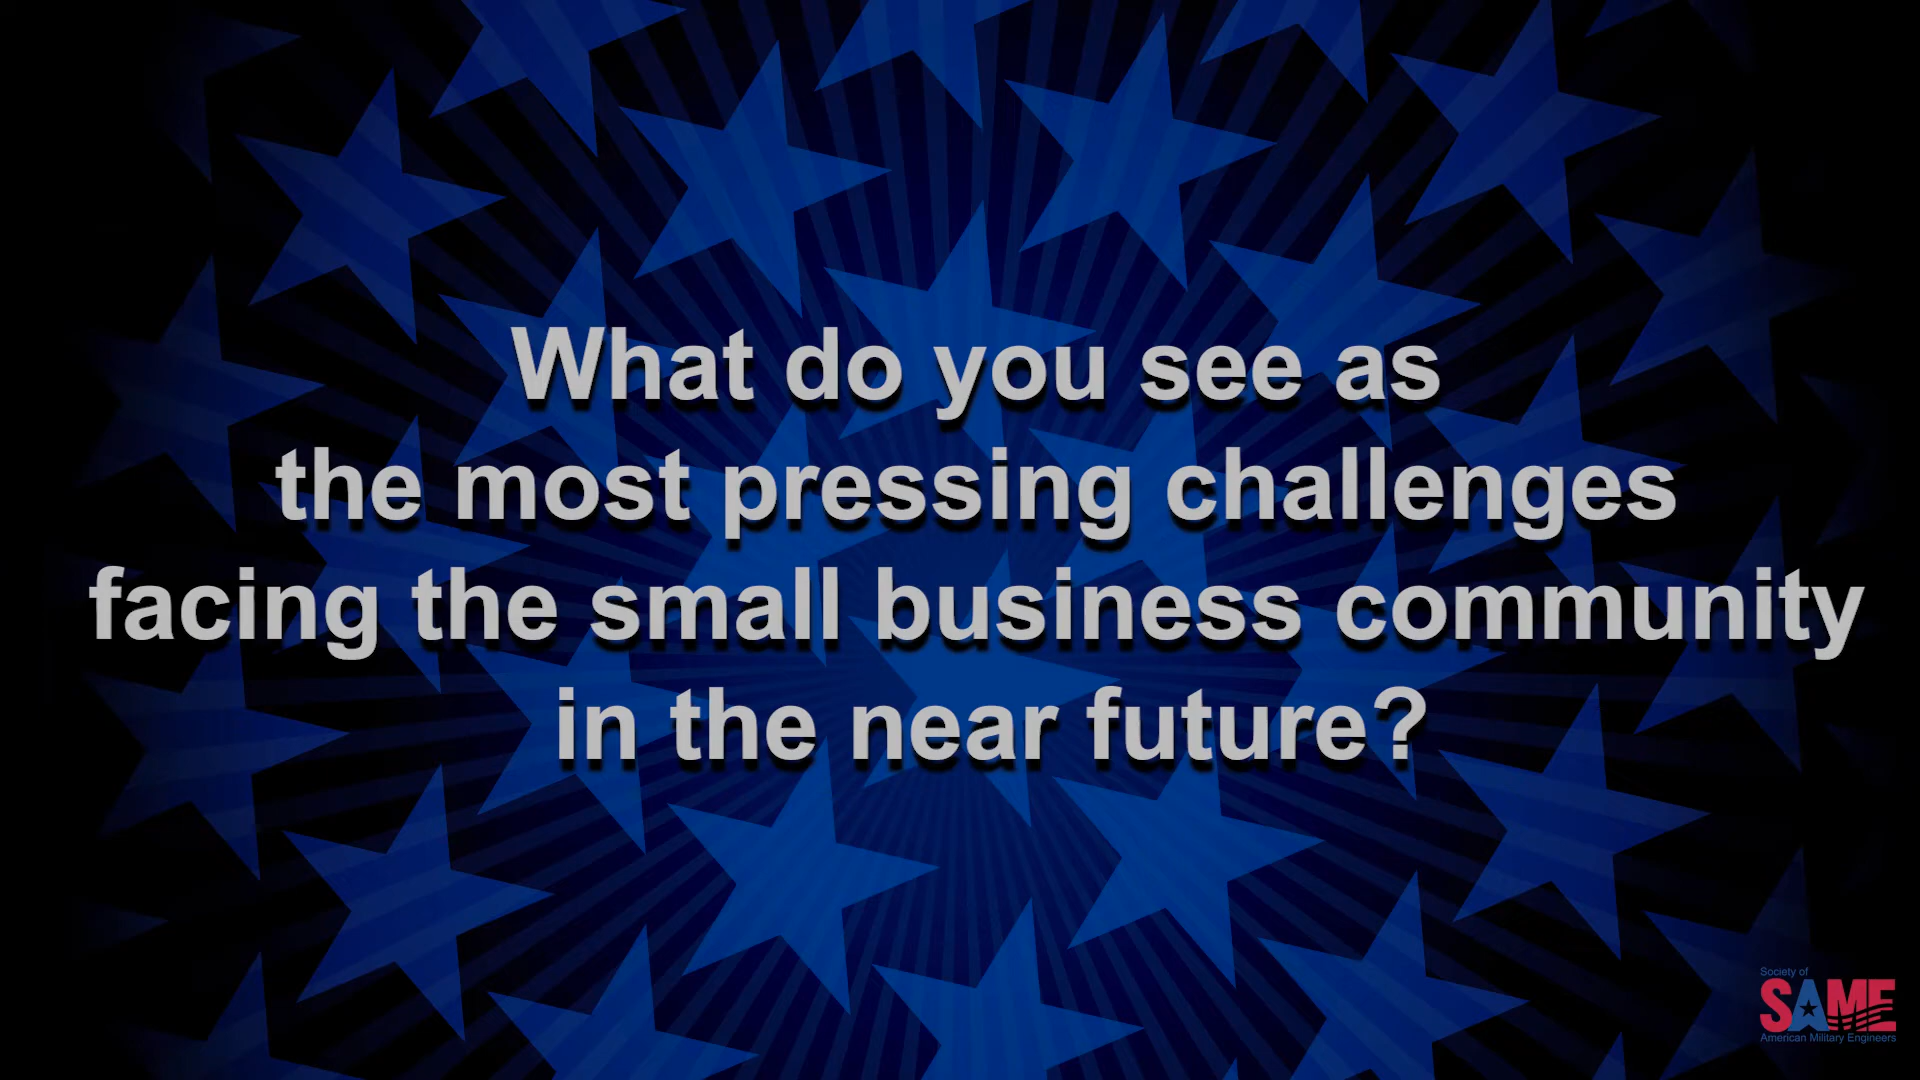 What do you see as
the most pressing challenges
facing the small business community
in the near future?
Society of
SAME
American Military Engineers